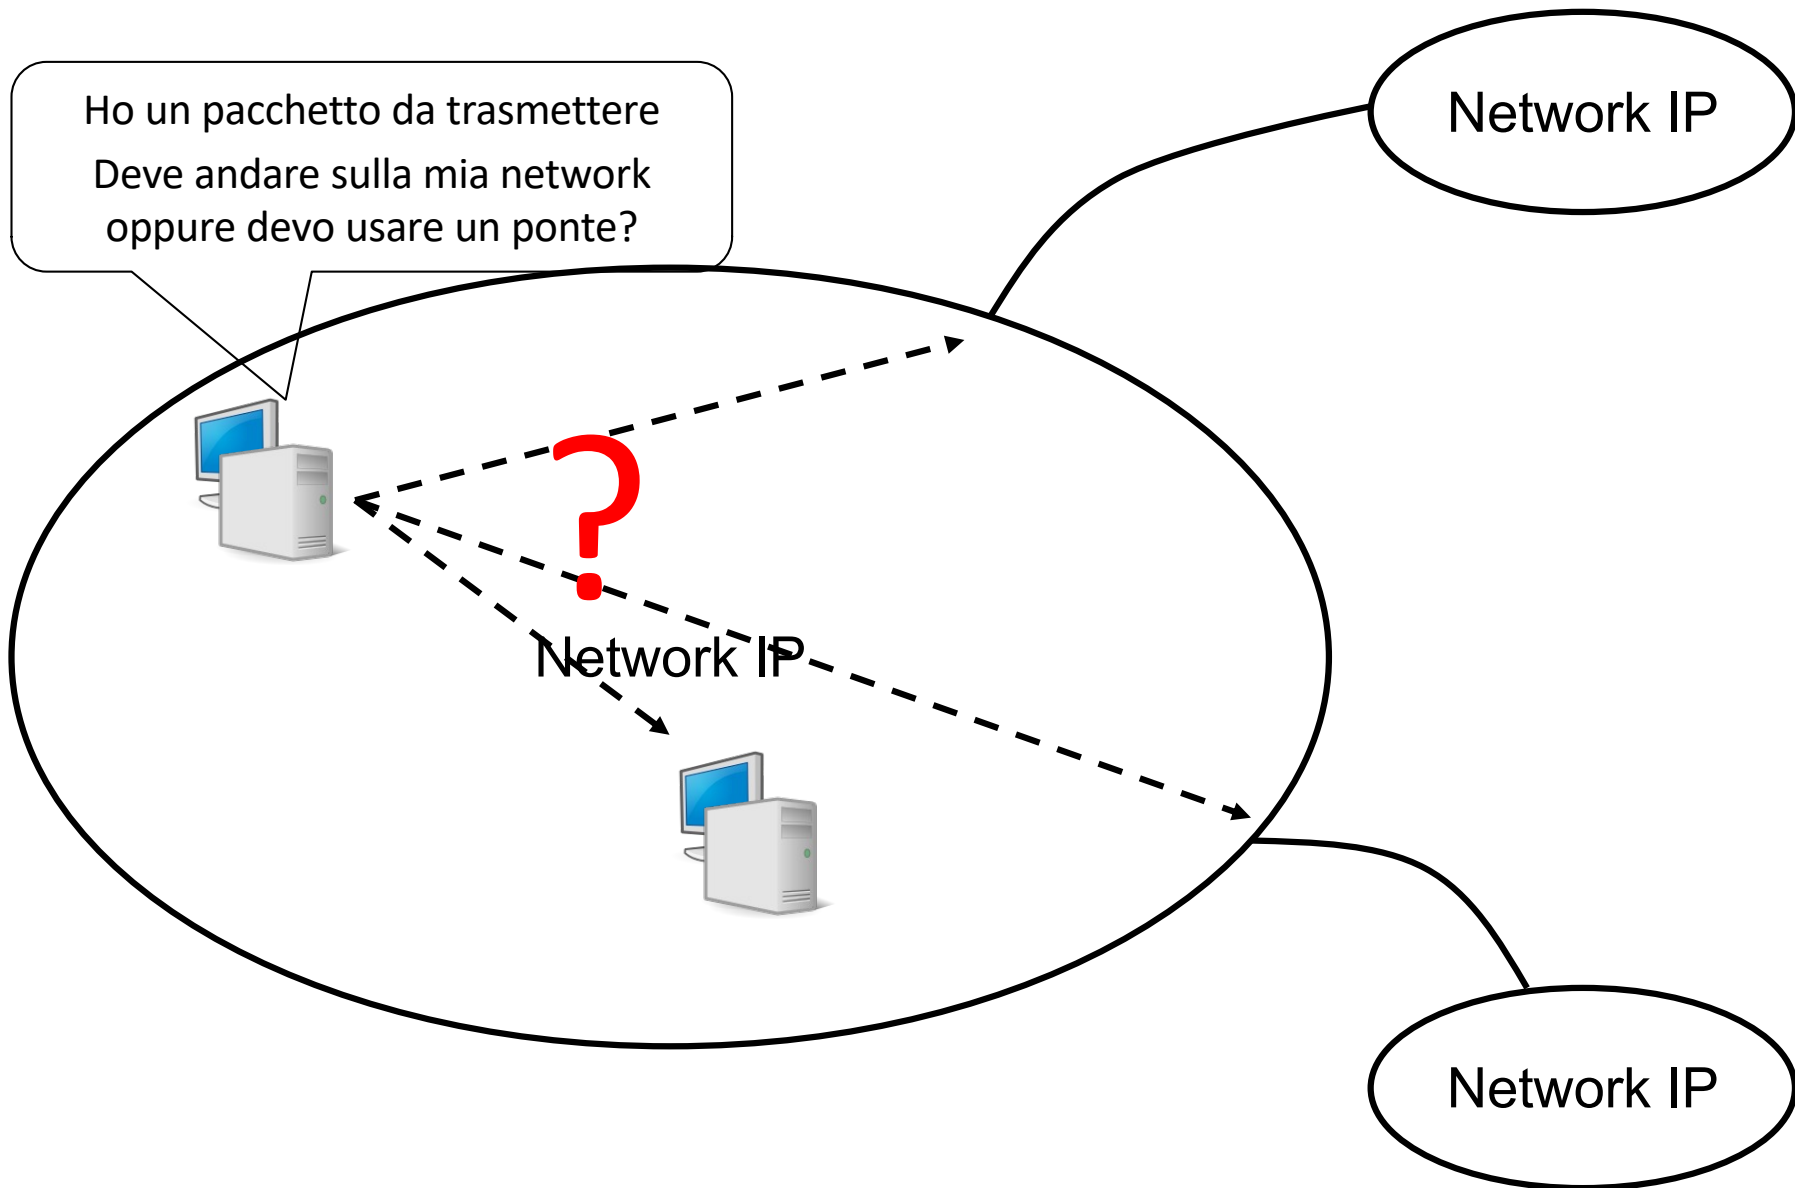 Ho un pacchetto da trasmettere
Deve andare sulla mia network
oppure devo usare un ponte?
Network IP
?
Network IP
Network IP